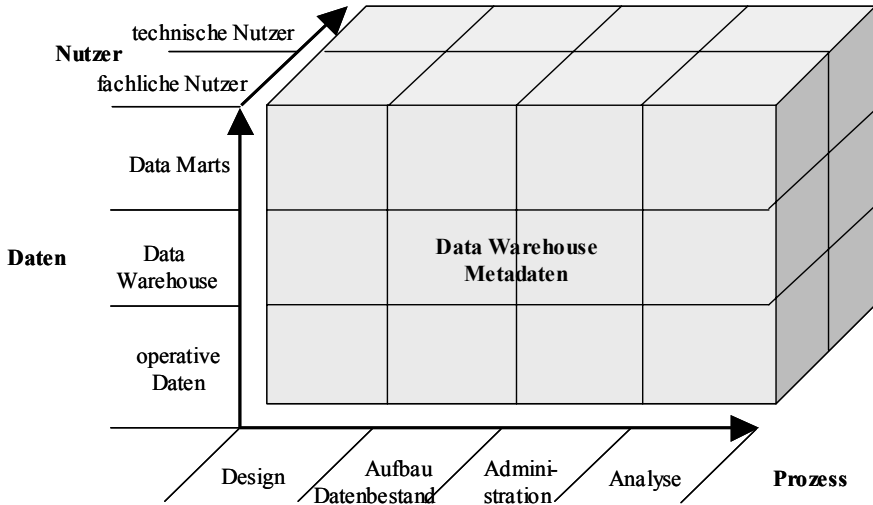 technische Nutzer
Nutzer
fachliche Nutzer
Data Marts
Daten
Data
Warehouse
Data Warehouse
Metadaten
operative
Daten
Design
Aufbau
Datenbestand
Admini-
stration
Analyse
Prozess